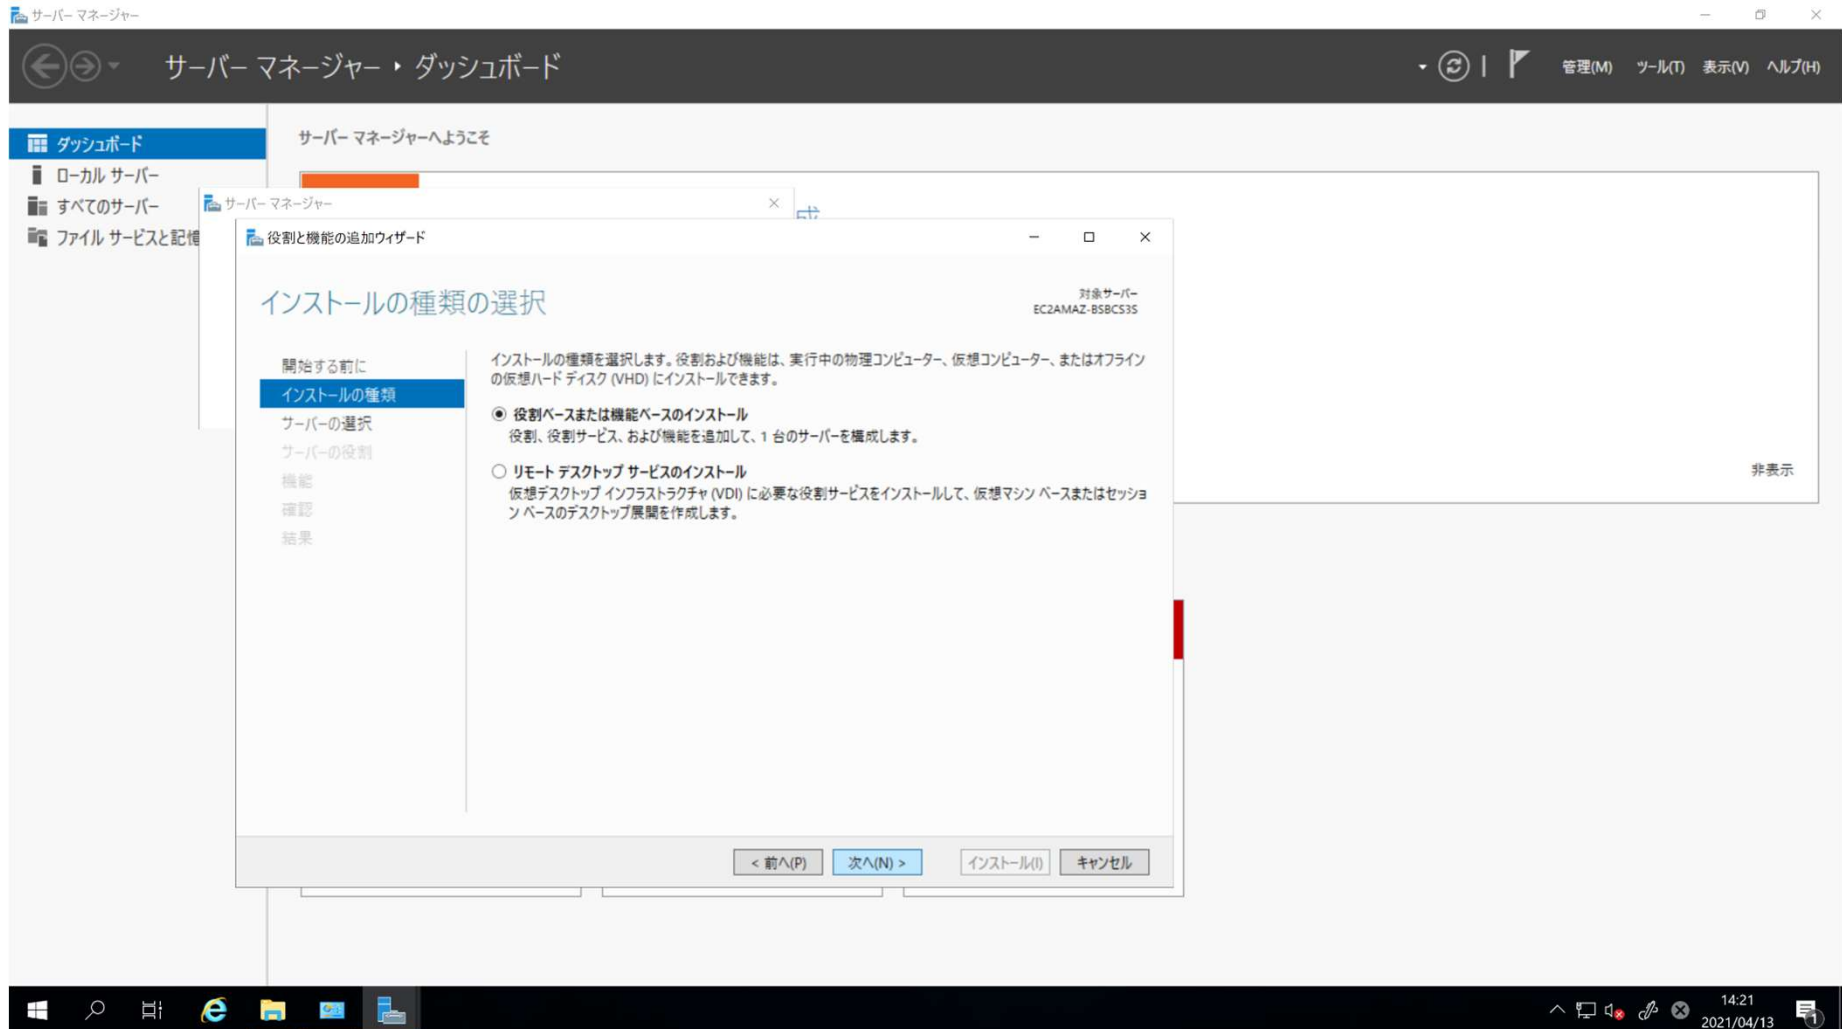 サーバー マネージャー
サーバー マネージャー ・ ダッシュボード
管理(M) ツール(T) 表示(V) ヘルプ(H)
ダッシュボード
ローカル サーバー
すべてのサーバー
ファイル サービスと記憶
サーバー マネージャーへようこそ
サーバー マネージャー
役割と機能の追加ウィザード
インストールの種類の選択
対象サーバー
EC2AMAZ-BSBCS3S
開始する前に
インストールの種類
サーバーの選択
サーバーの役割
機能
確認
結果
インストールの種類を選択します。役割および機能は、実行中の物理コンピューター、仮想コンピューター、またはオフライン
の仮想ハード ディスク (VHD) にインストールできます。
役割ベースまたは機能ベースのインストール
役割、役割サービス、および機能を追加して、1 台のサーバーを構成します。
リモート デスクトップ サービスのインストール
仮想デスクトップ インフラストラクチャ (VDI) に必要な役割サービスをインストールして、仮想マシン ベースまたはセッショ
ン ベースのデスクトップ展開を作成します。
非表示
< 前へ(P) 次へ(N) > インストール(I) キャンセル
14:21
2021/04/13
1